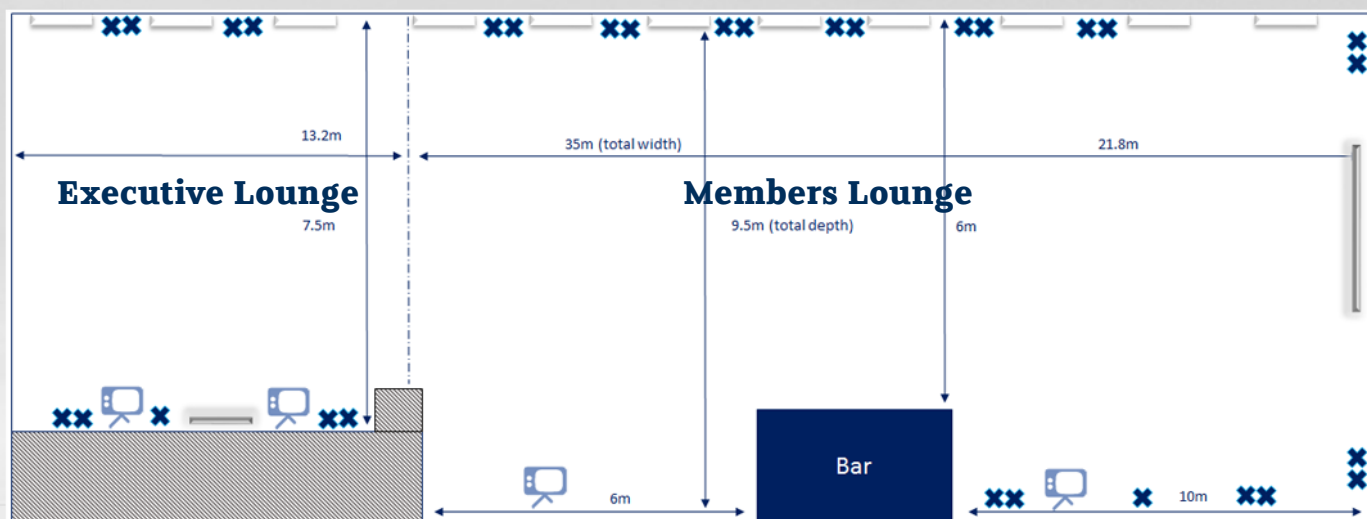 13.2m
35m (total width)
21.8m
Executive Lounge
Members Lounge
7.5m
9.5m (total depth)
6m
Bar
6m
10m